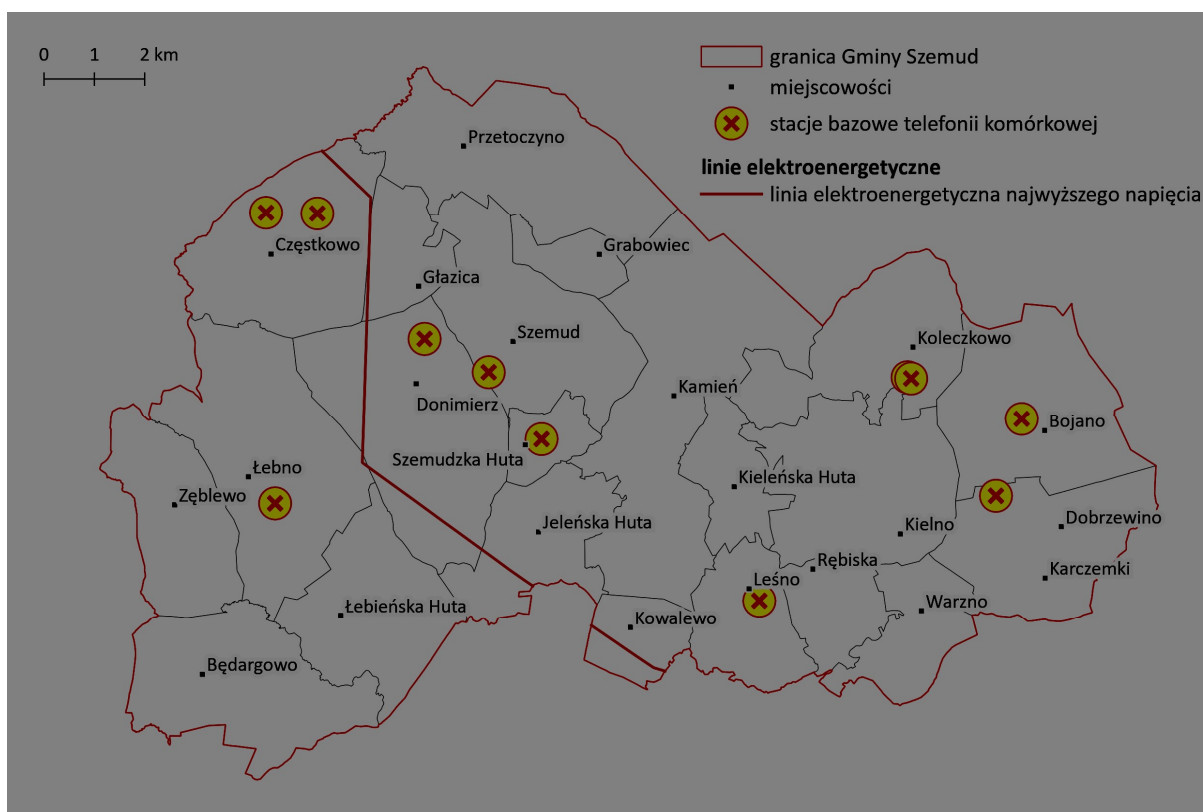 0 1 2 km
granica Gminy Szemud
miejscowości
stacje bazowe telefonii komórkowej
linie elektroenergetyczne
linia elektroenergetyczna najwyższego napięcia
Przetoczyno
Częstkowo
Grabowiec
Głazica
Szemud
Koleczkowo
Kamień
Donimierz
Bojano
Szemudzka Huta
Łebno
Kieleńska Huta
Zęblewo
Jeleńska Huta
Kielno
Dobrzewino
Rębiska
Karczemki
Leśno
Łebieńska Huta
Warzno
Kowalewo
Będargowo